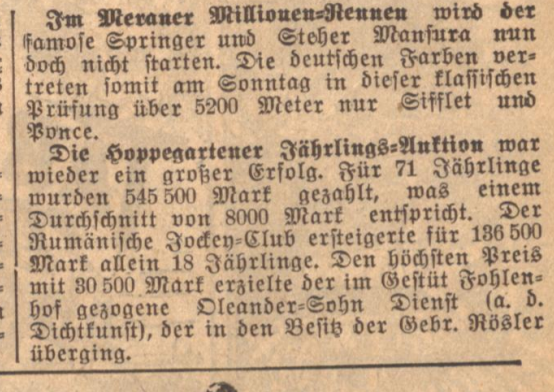 Im Meraner Millionen-Rennen wird der
famose Springer und Steher Mansura nun
doch nicht starten. Die deutschen Farben ver-
treten somit am Sonntag in dieser klassischen
Prüfung über 5200 Meter nur Sifflet und
Ponce.
Die Hoppegartener Jährlings-Auktion war
wieder ein großer Erfolg. Für 71 Jährlinge
wurden 545 500 Mark gezahlt, was einem
Durchschnitt von 8000 Mark entspricht. Der
Rumänische Jockey-Club ersteigerte für 136 500
Mark allein 18 Jährlinge. Den höchsten Preis
mit 30 500 Mark erzielte der im Gestüt Fohlen-
hof gezogene Oleander-Sohn Dienst (a. d.
Dichtkunst), der in den Besitz der Gebr. Rösler
überging.